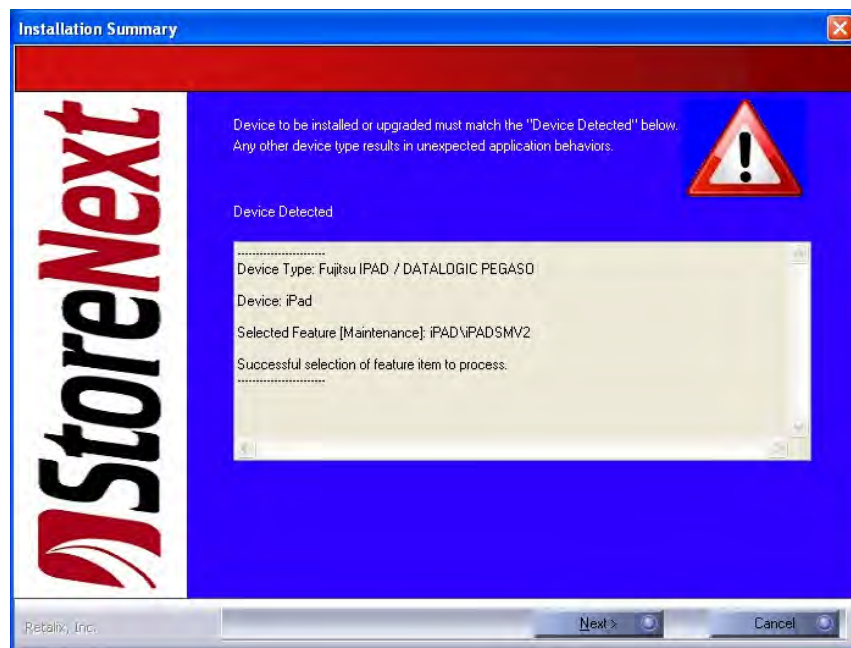 Installation Summary
StoreNext
Device to be installed or upgraded must match the "Device Detected" below.
Any other device type results in unexpected application behaviors.
Device Detected
------------------------
Device Type: Fujitsu IPAD / DATALOGIC PEGASO
Device: iPad
Selected Feature [Maintenance]: iPAD\iPADSMV2
Successful selection of feature item to process.
------------------------
Retalix, Inc.
Next >
Cancel